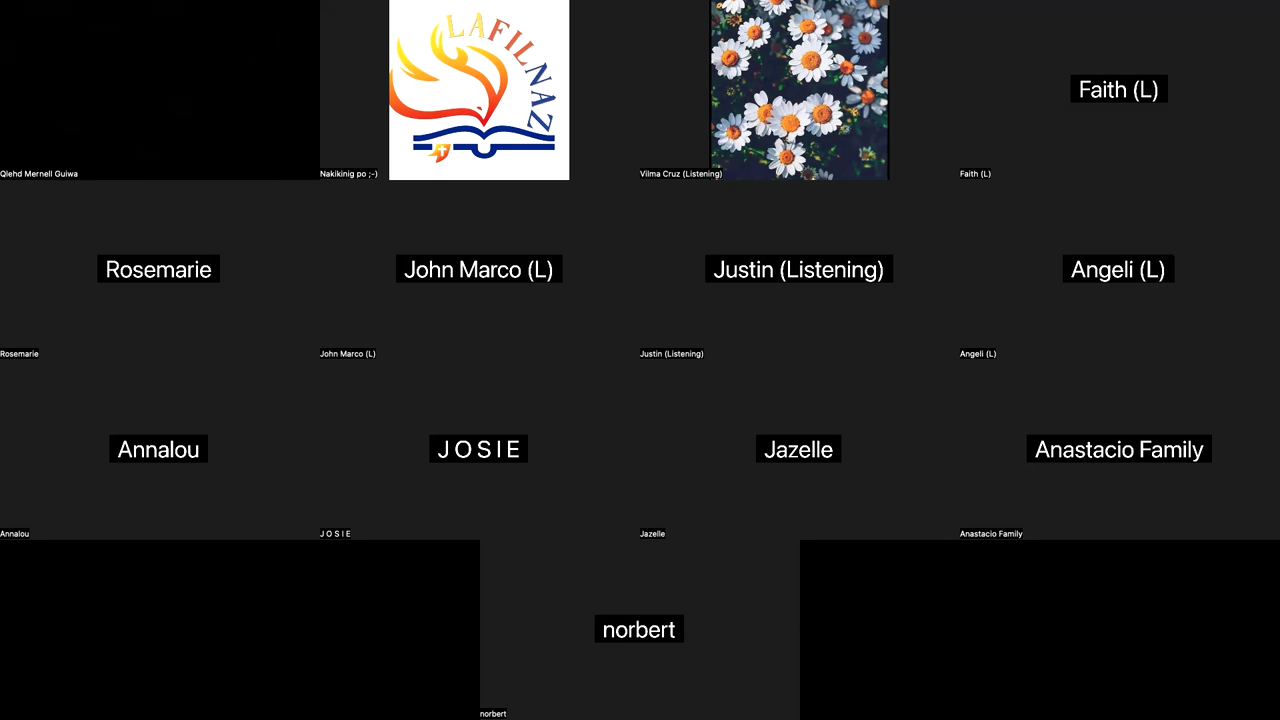 LAFILNAZ
Faith (L)
Qlehd Mernell Guiwa
Nakikinig po ;-)
Vilma Cruz (Listening)
Faith (L)
Rosemarie
John Marco (L)
Justin (Listening)
Angeli (L)
Rosemarie
John Marco (L)
Justin (Listening)
Angeli (L)
Annalou
J O S I E
Jazelle
Anastacio Family
Annalou
J O S I E
Jazelle
Anastacio Family
norbert
norbert